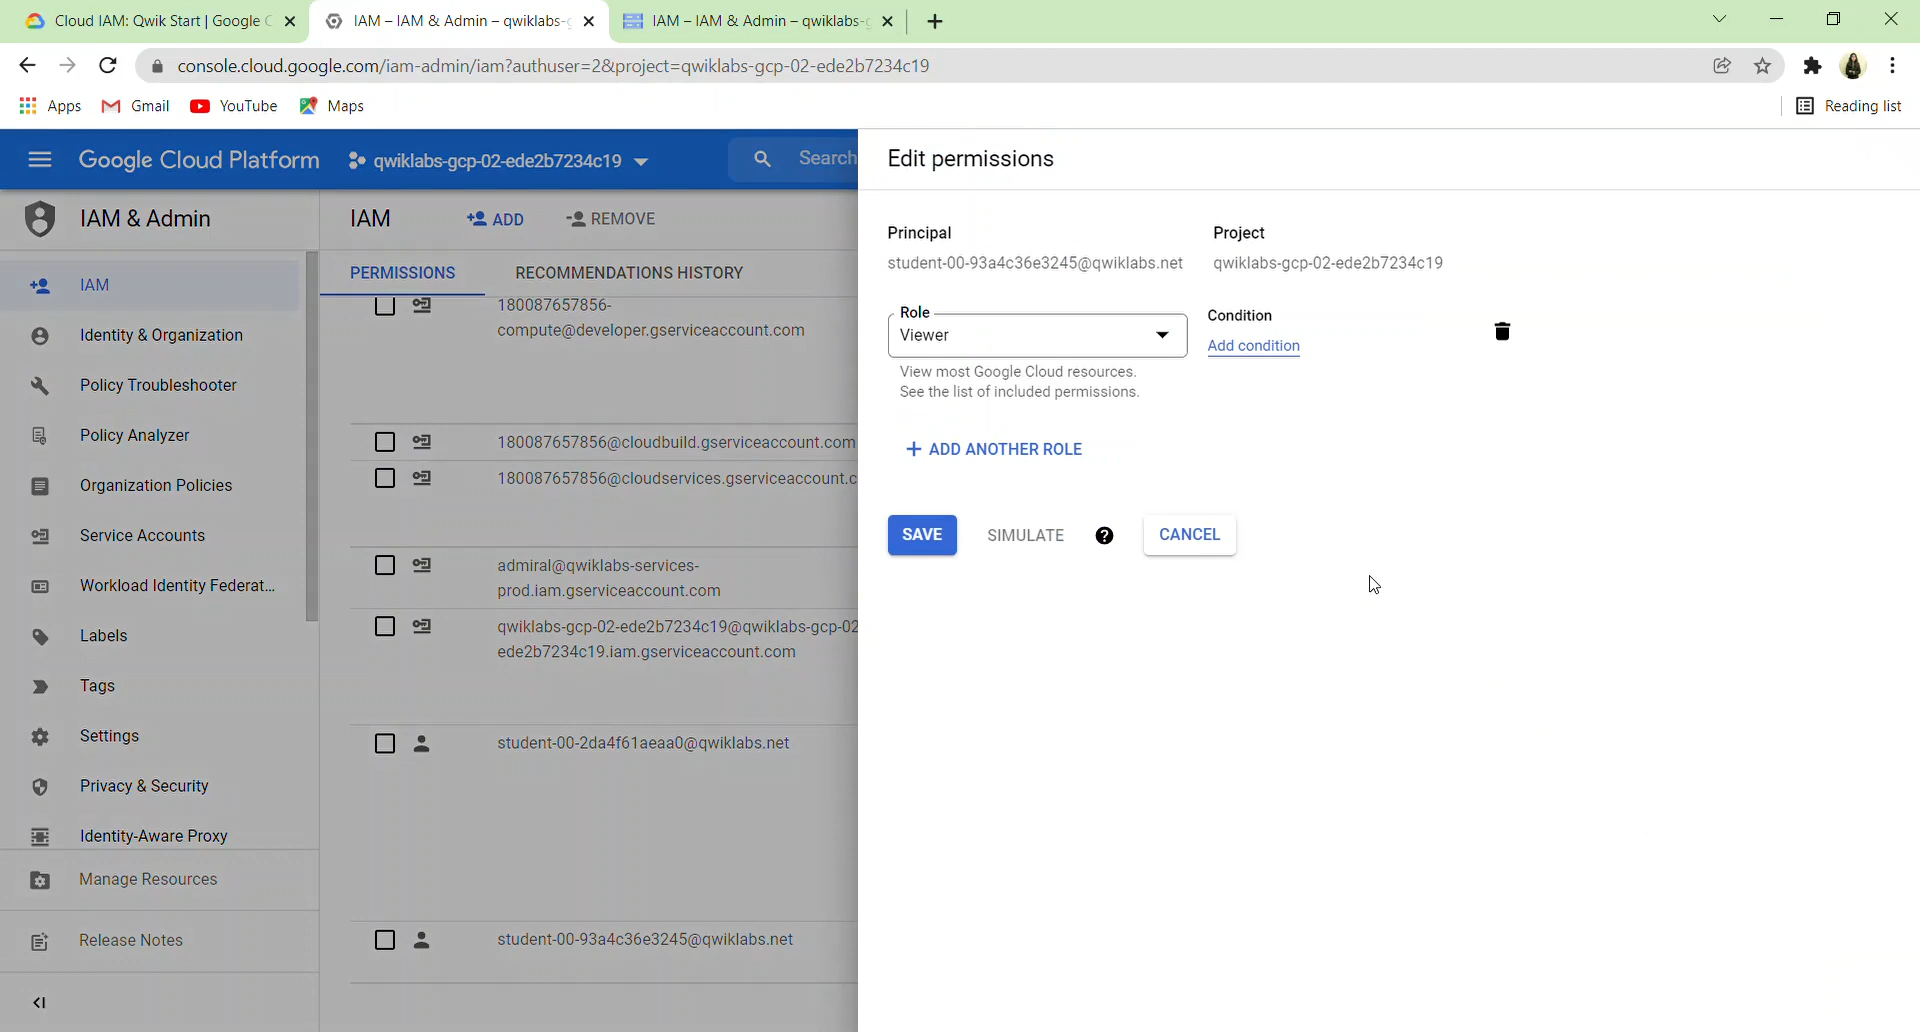 Cloud IAM: Qwik Start | Google C
IAM – IAM & Admin – qwiklabs-g
IAM – IAM & Admin – qwiklabs-g
console.cloud.google.com/iam-admin/iam?authuser=2&project=qwiklabs-gcp-02-ede2b7234c19
Apps
Gmail
YouTube
Maps
Reading list
Google Cloud Platform
qwiklabs-gcp-02-ede2b7234c19
Search
IAM & Admin
IAM
Identity & Organization
Policy Troubleshooter
Policy Analyzer
Organization Policies
Service Accounts
Workload Identity Federat...
Labels
Tags
Settings
Privacy & Security
Identity-Aware Proxy
Manage Resources
Release Notes
IAM
ADD
REMOVE
PERMISSIONS
RECOMMENDATIONS HISTORY
180087657856-
compute@developer.gserviceaccount.com
180087657856@cloudbuild.gserviceaccount.com
180087657856@cloudservices.gserviceaccount.c
admiral@qwiklabs-services-
prod.iam.gserviceaccount.com
qwiklabs-gcp-02-ede2b7234c19@qwiklabs-gcp-02
ede2b7234c19.iam.gserviceaccount.com
student-00-2da4f61aeaa0@qwiklabs.net
student-00-93a4c36e3245@qwiklabs.net
Edit permissions
Principal
student-00-93a4c36e3245@qwiklabs.net
Project
qwiklabs-gcp-02-ede2b7234c19
Role
Viewer
View most Google Cloud resources.
See the list of included permissions.
Condition
Add condition
ADD ANOTHER ROLE
SAVE
SIMULATE
CANCEL